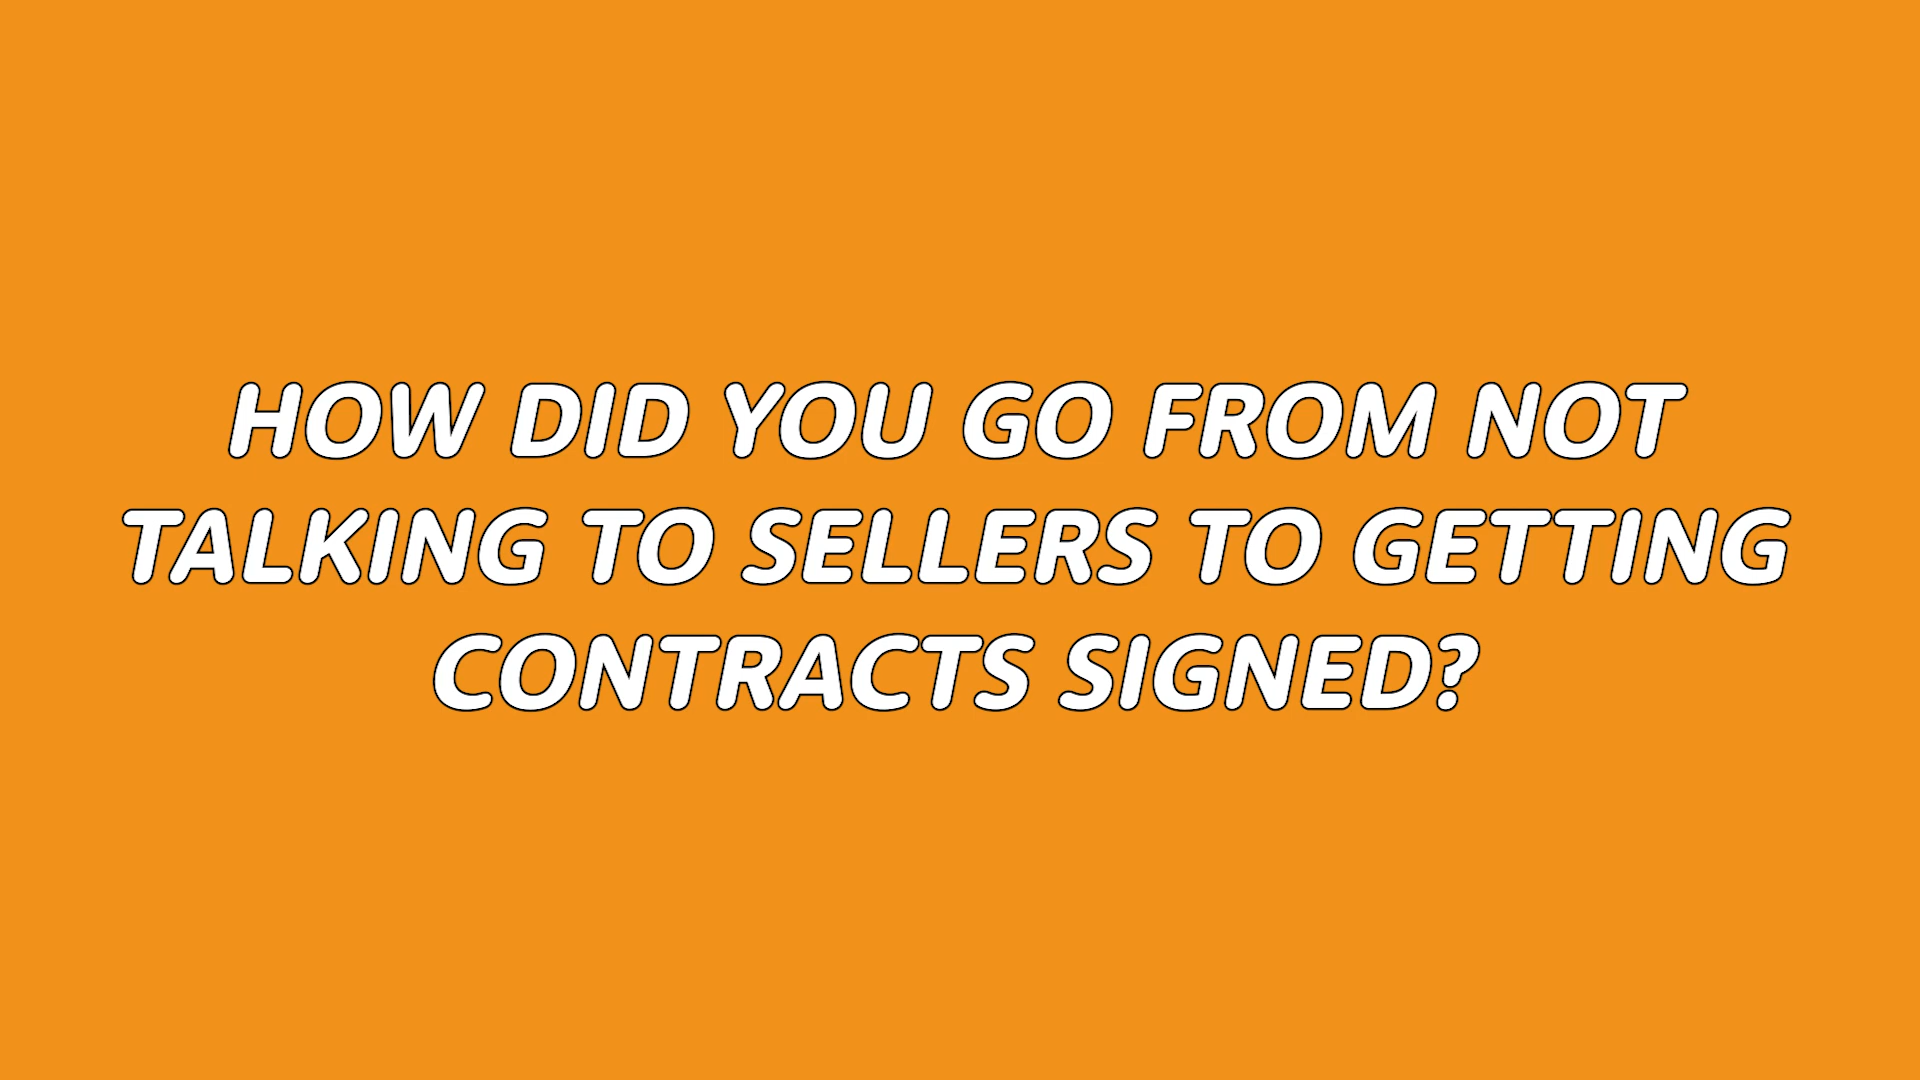 HOW DID YOU GO FROM NOT
TALKING TO SELLERS TO GETTING
CONTRACTS SIGNED?